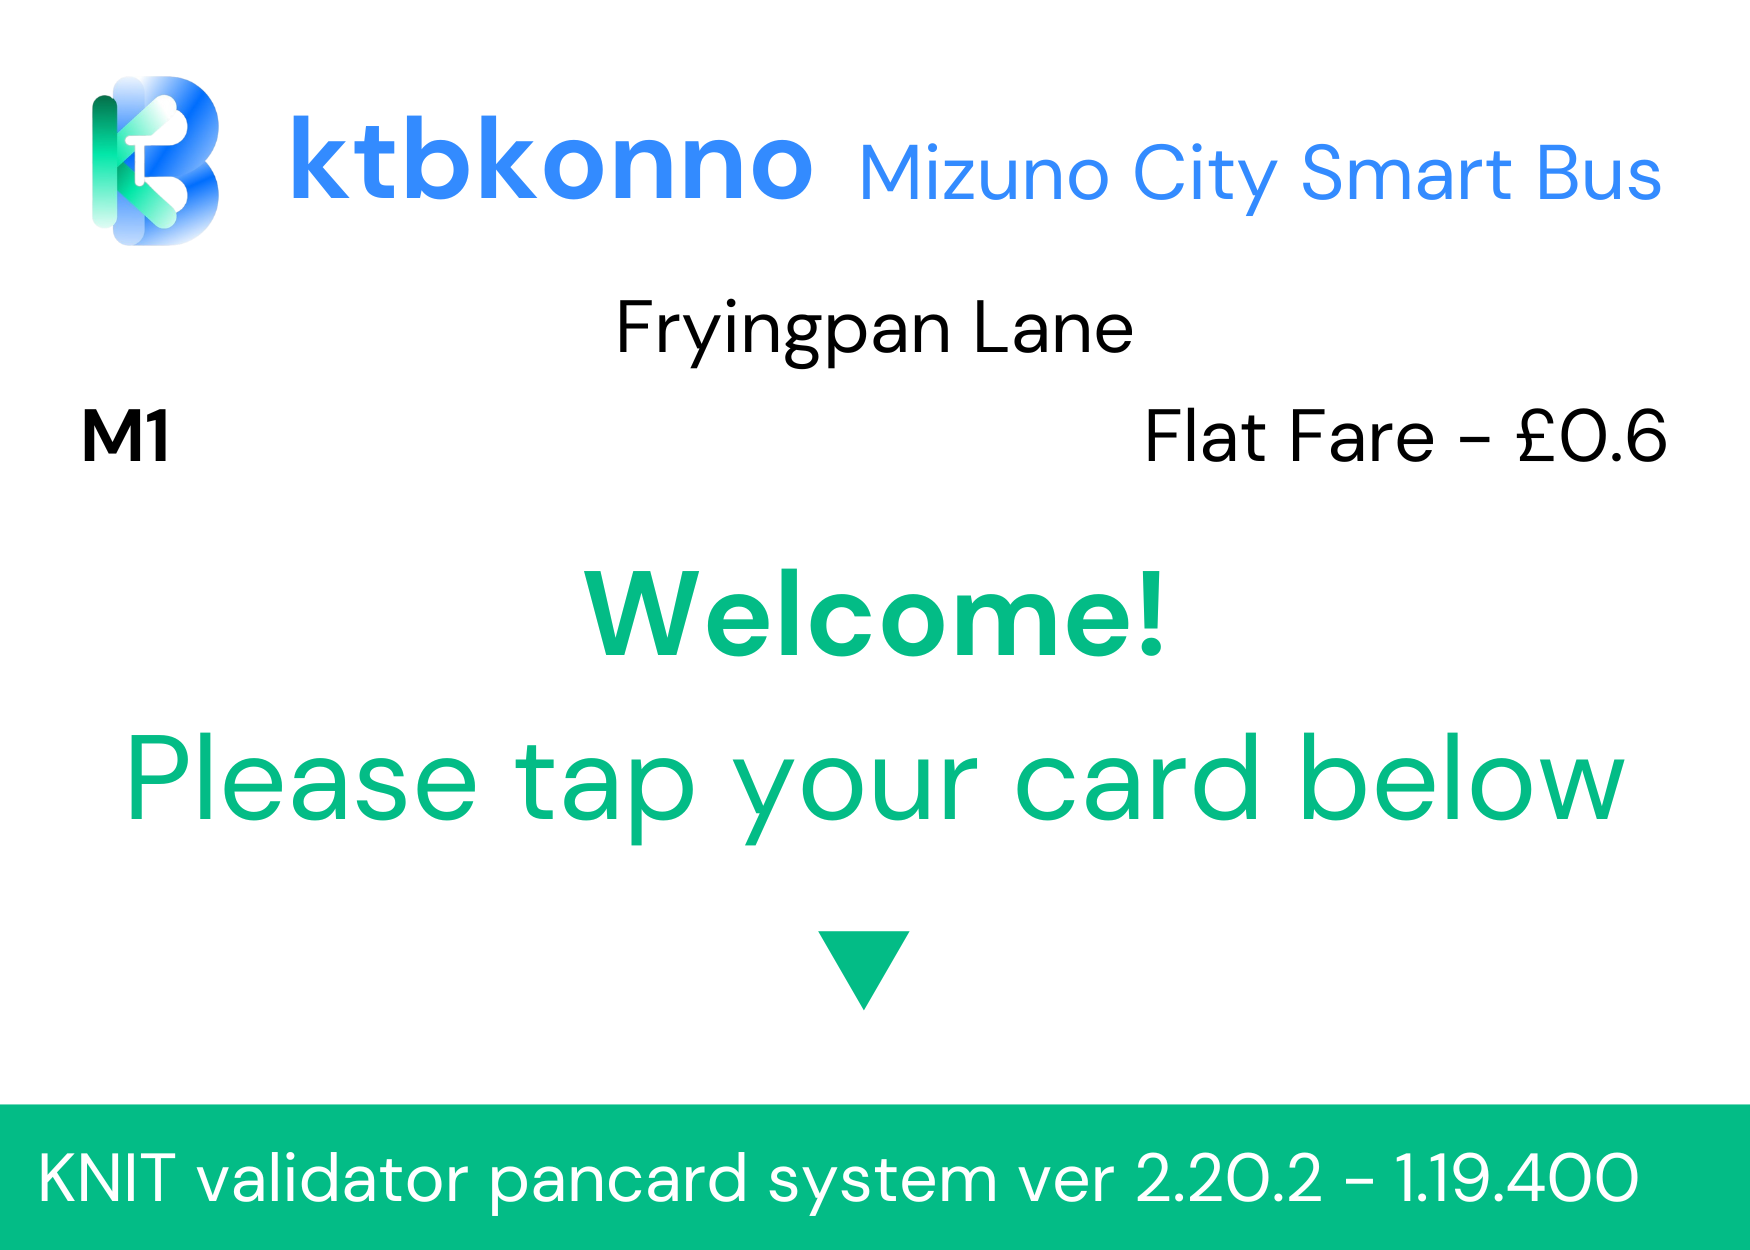 ktbkonno Mizuno City Smart Bus
Fryingpan Lane
M1 Flat Fare - £0.6
Welcome!
Please tap your card below
KNIT validator pancard system ver 2.20.2 - 1.19.400